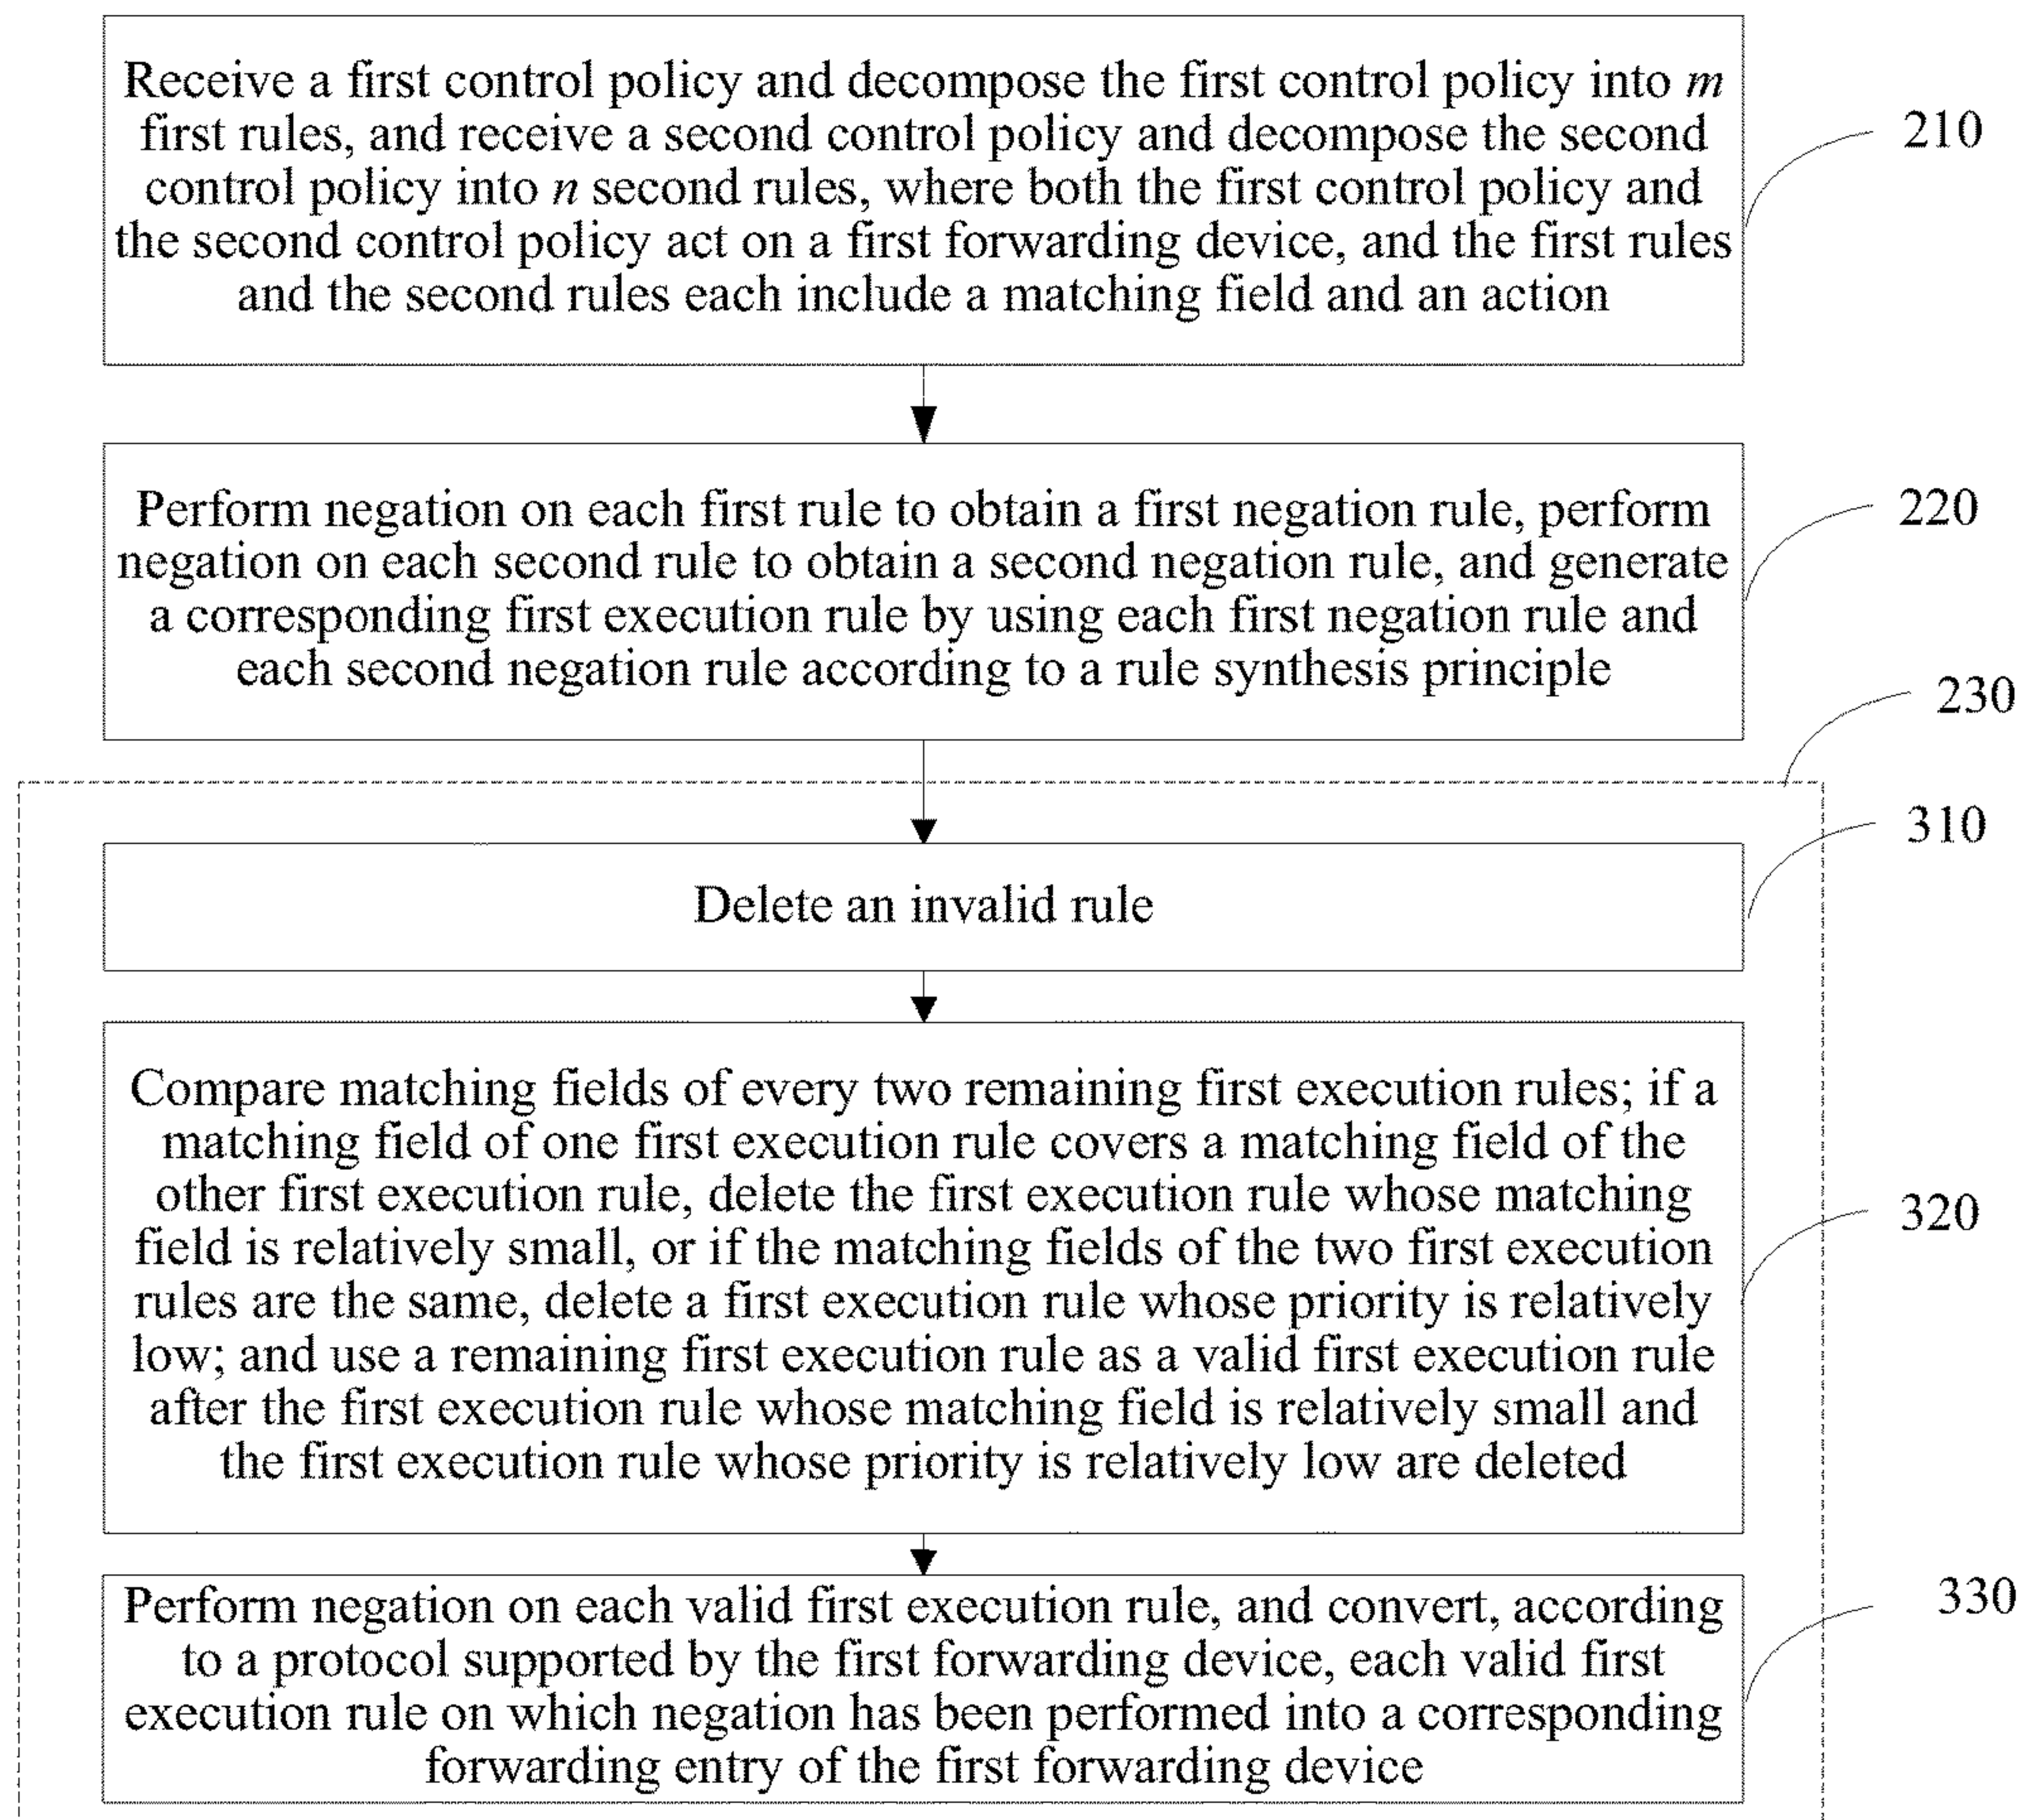 Receive a first control policy and decompose the first control policy into m
first rules, and receive a second control policy and decompose the second
control policy into n second rules, where both the first control policy and
the second control policy act on a first forwarding device, and the first rules
and the second rules each include a matching field and an action
210
Perform negation on each first rule to obtain a first negation rule, perform
negation on each second rule to obtain a second negation rule, and generate
a corresponding first execution rule by using each first negation rule and
each second negation rule according to a rule synthesis principle
220
230
Delete an invalid rule
310
Compare matching fields of every two remaining first execution rules; if a
matching field of one first execution rule covers a matching field of the
other first execution rule, delete the first execution rule whose matching
field is relatively small, or if the matching fields of the two first execution
rules are the same, delete a first execution rule whose priority is relatively
low; and use a remaining first execution rule as a valid first execution rule
after the first execution rule whose matching field is relatively small and
the first execution rule whose priority is relatively low are deleted
320
Perform negation on each valid first execution rule, and convert, according
to a protocol supported by the first forwarding device, each valid first
execution rule on which negation has been performed into a corresponding
forwarding entry of the first forwarding device
330